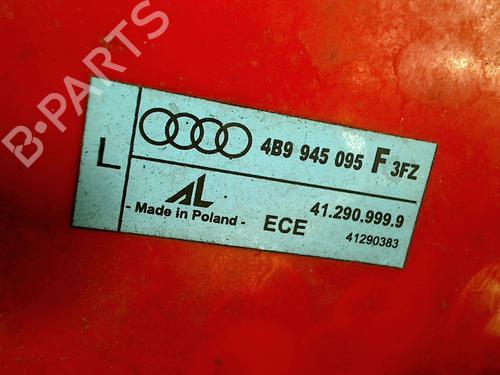 B-PARTS
L
4B9 945 095 F 3FZ
AL
- Made in Poland -
ECE
41.290.999.9
41290383